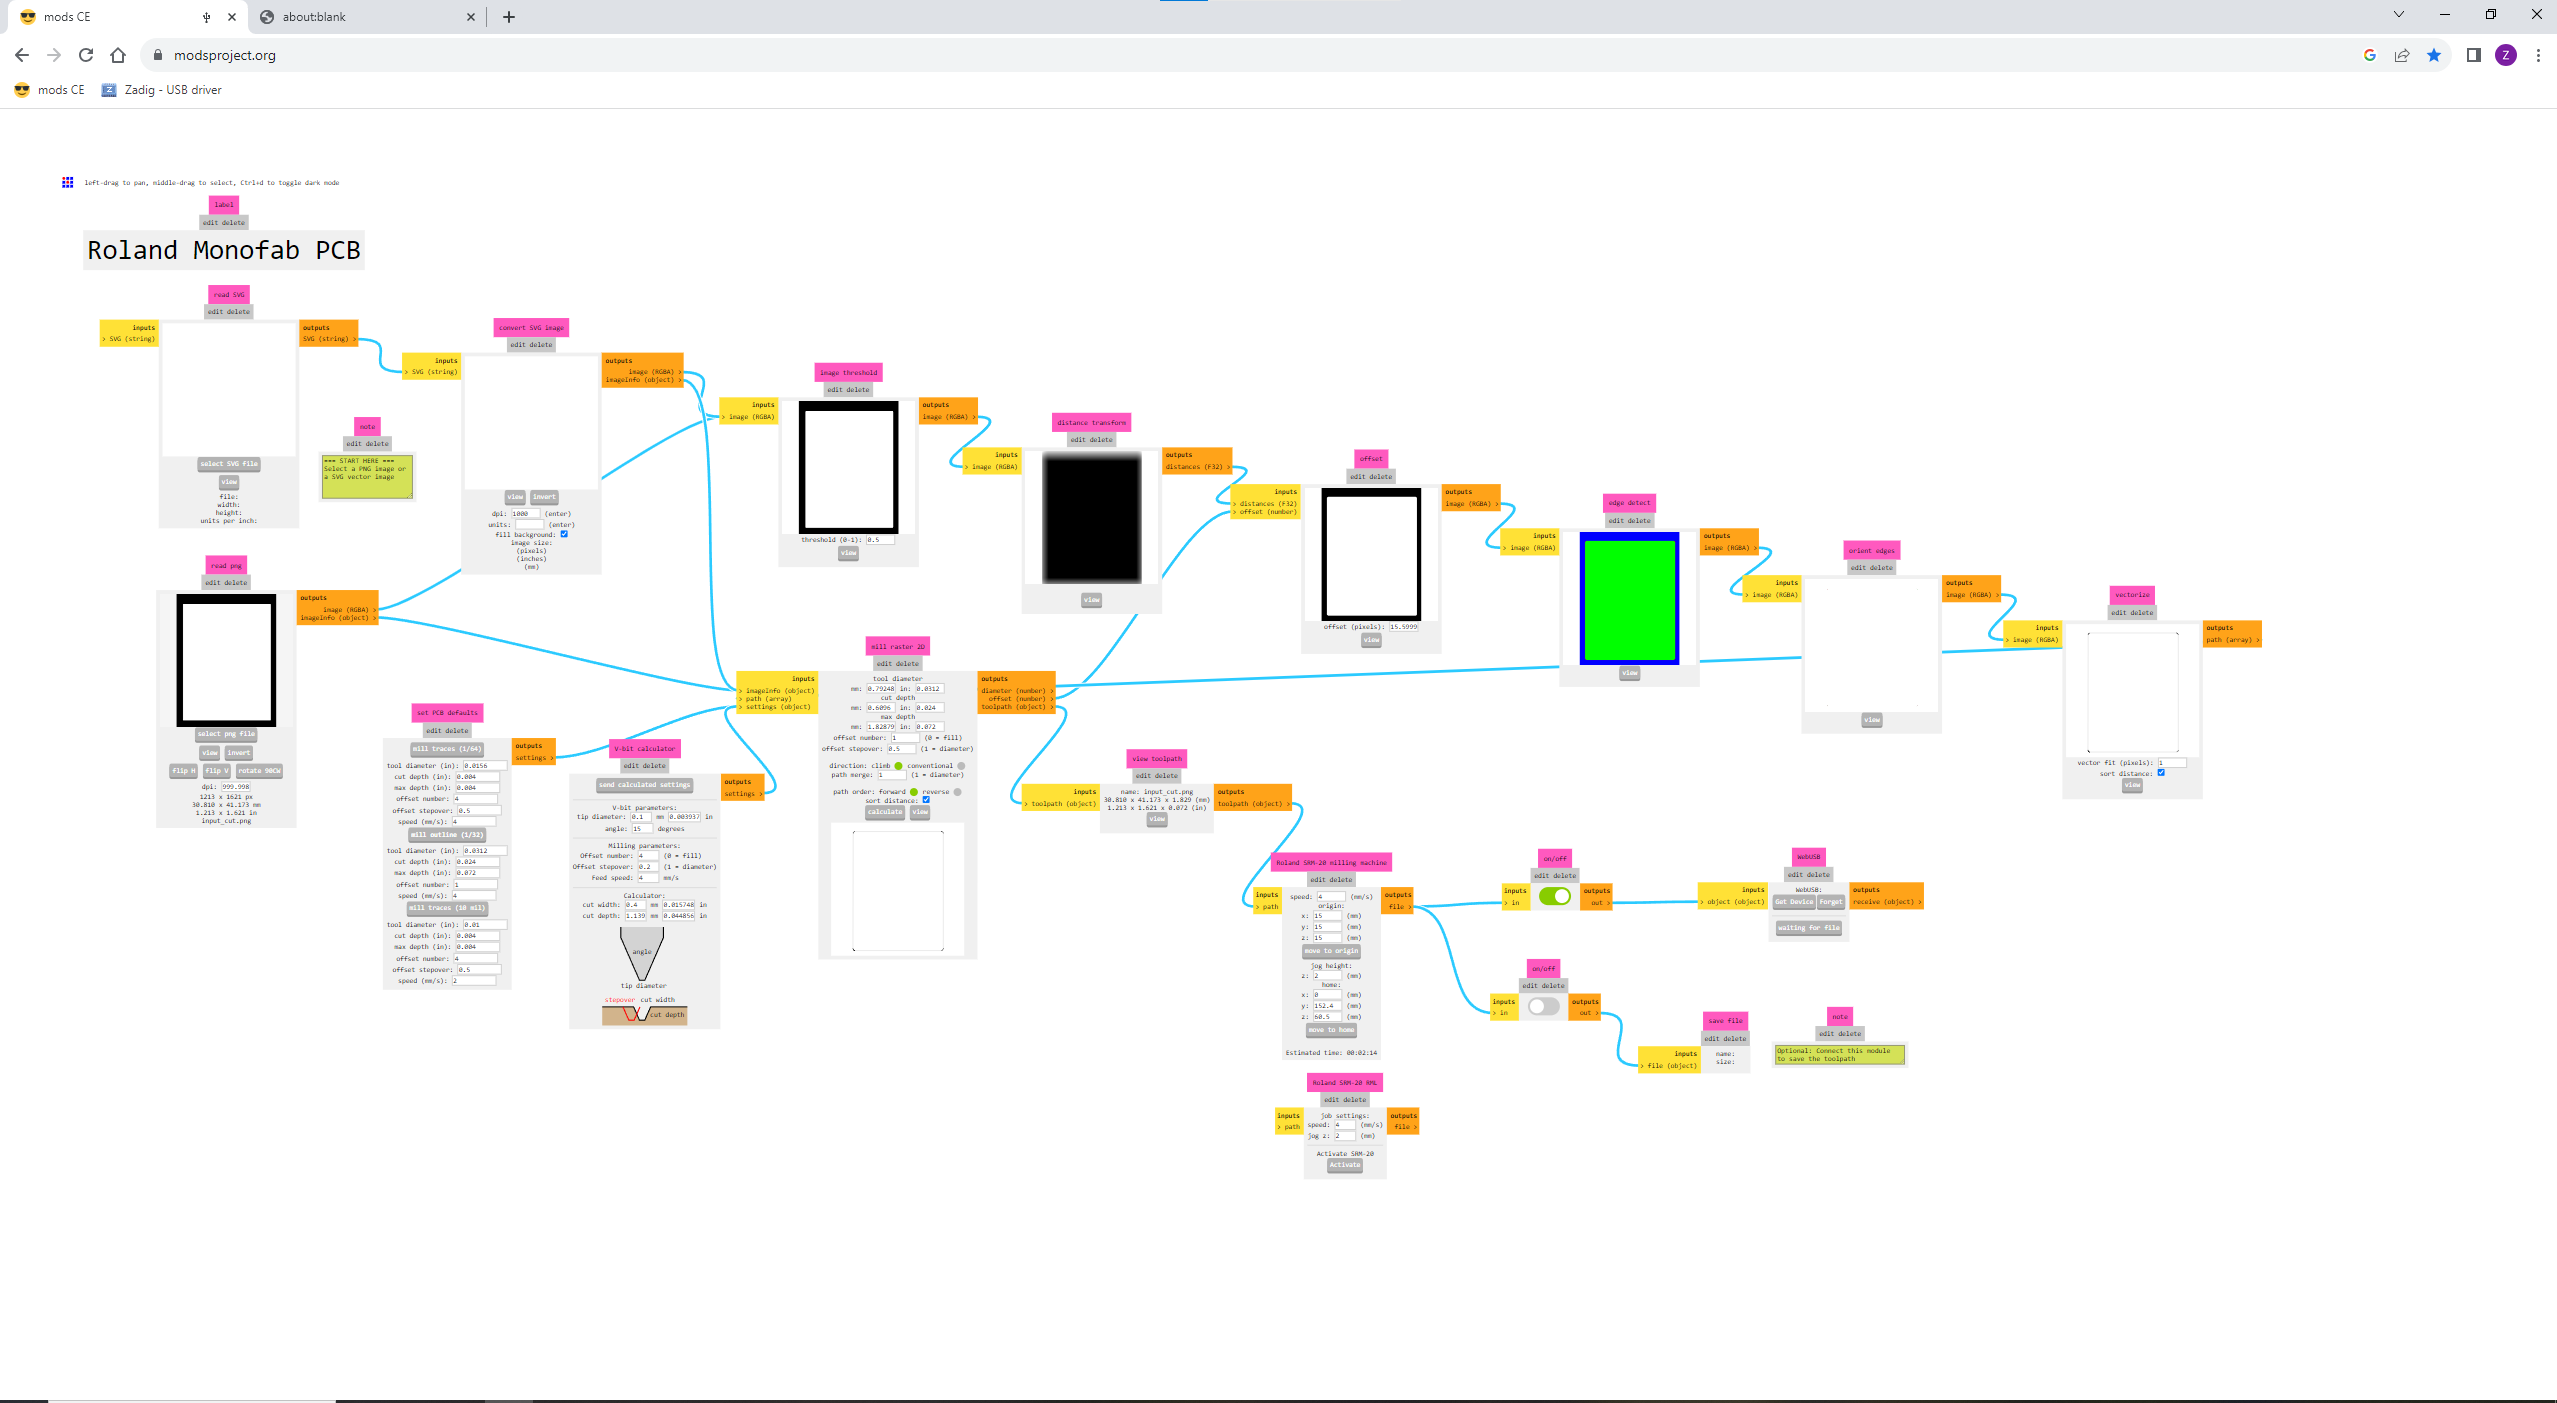 mods CE
about:blank
modsproject.org
Z
mods CE
Zadig - USB driver
left-drag to pan, middle-drag to select, Ctrl+d to toggle dark mode
label
edit delete
Roland Monofab PCB
read SVG
edit delete
inputs
> SVG (string)
outputs
SVG (string) >
select SVG file
view
file:
width:
height:
units per inch:
note
edit delete
=== START HERE ===
Select a PNG image or
a SVG vector image
convert SVG image
edit delete
inputs
> SVG (string)
outputs
image (RGBA) >
imageInfo (object) >
view invert
dpi: 1000 (enter)
units: (enter)
fill background:
image size:
(pixels)
(inches)
(mm)
read png
edit delete
outputs
image (RGBA) >
imageInfo (object) >
select png file
view invert
flip H flip V rotate 90CW
dpi: 999.998
1213 x 1621 px
30.810 x 41.173 mm
1.213 x 1.621 in
input_cut.png
set PCB defaults
edit delete
mill traces (1/64)
tool diameter (in): 0.0156
cut depth (in): 0.004
max depth (in): 0.004
offset number: 4
offset stepover: 0.5
speed (mm/s): 4
mill outline (1/32)
tool diameter (in): 0.0312
cut depth (in): 0.024
max depth (in): 0.072
offset number: 1
speed (mm/s): 4
mill traces (10 mil)
tool diameter (in): 0.01
cut depth (in): 0.004
max depth (in): 0.004
offset number: 4
offset stepover: 0.5
speed (mm/s): 2
outputs
settings >
V-bit calculator
edit delete
send calculated settings
V-bit parameters:
tip diameter: 0.1 mm 0.003937 in
angle: 15 degrees
Milling parameters:
Offset number: 4 (0 = fill)
Offset stepover: 0.2 (1 = diameter)
Feed speed: 4 mm/s
Calculator:
cut width: 0.4 mm 0.015748 in
cut depth: 1.139 mm 0.044856 in
angle
tip diameter
stepover cut width
cut depth
outputs
settings >
image threshold
edit delete
inputs
> image (RGBA)
outputs
image (RGBA) >
threshold (0-1): 0.5
view
mill raster 2D
edit delete
inputs
> imageInfo (object)
> path (array)
> settings (object)
tool diameter
mm: 0.79248 in: 0.0312
cut depth
mm: 0.6096 in: 0.024
max depth
mm: 1.82879 in: 0.072
offset number: 1 (0 = fill)
offset stepover: 0.5 (1 = diameter)
direction: climb conventional
path merge: 1 (1 = diameter)
path order: forward reverse
sort distance:
calculate view
outputs
diameter (number) >
offset (number) >
toolpath (object) >
distance transform
edit delete
inputs
> image (RGBA)
outputs
distances (F32) >
view
offset
edit delete
inputs
> distances (F32)
> offset (number)
outputs
image (RGBA) >
offset (pixels): 15.5999
view
edge detect
edit delete
inputs
> image (RGBA)
outputs
image (RGBA) >
view
orient edges
edit delete
inputs
> image (RGBA)
outputs
image (RGBA) >
view
vectorize
edit delete
inputs
> image (RGBA)
outputs
path (array) >
vector fit (pixels): 1
sort distance:
view
view toolpath
edit delete
inputs
> toolpath (object)
name: input_cut.png
30.810 x 41.173 x 1.829 (mm)
1.213 x 1.621 x 0.072 (in)
view
outputs
toolpath (object) >
Roland SRM-20 milling machine
edit delete
inputs
> path
speed: 4 (mm/s)
origin:
x: 15 (mm)
y: 15 (mm)
z: 15 (mm)
move to origin
jog height:
z: 2 (mm)
home:
x: 0 (mm)
y: 152.4 (mm)
z: 60.5 (mm)
move to home
Estimated time: 00:02:14
outputs
file >
on/off
edit delete
inputs
> in
outputs
out >
WebUSB
edit delete
inputs
> object (object)
WebUSB:
Get Device Forget
waiting for file
outputs
receive (object) >
on/off
edit delete
inputs
> in
outputs
out >
save file
edit delete
inputs
> file (object)
name:
size:
note
edit delete
Optional: Connect this module
to save the toolpath
Roland SRM-20 RML
edit delete
inputs
> path
job settings:
speed: 4 (mm/s)
jog z: 2 (mm)
Activate SRM-20
Activate
outputs
file >